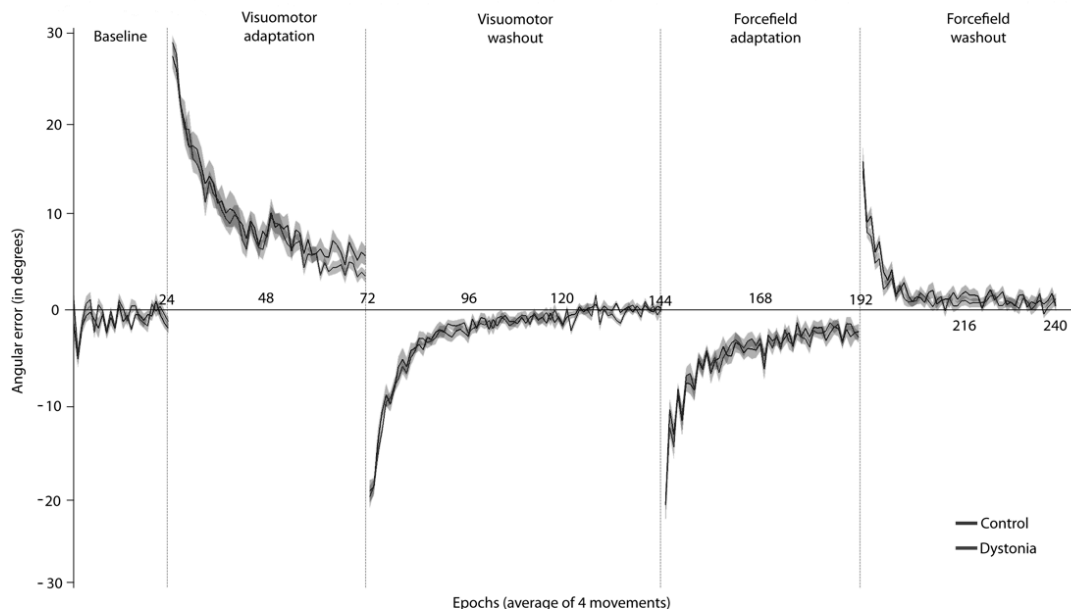 Baseline
Visuomotor
adaptation
Visuomotor
washout
Forcefield
adaptation
Forcefield
washout
30
20
10
0
-10
-20
-30
Angular error (in degrees)
24
48
72
96
120
144
168
192
216
240
Control
Dystonia
Epochs (average of 4 movements)